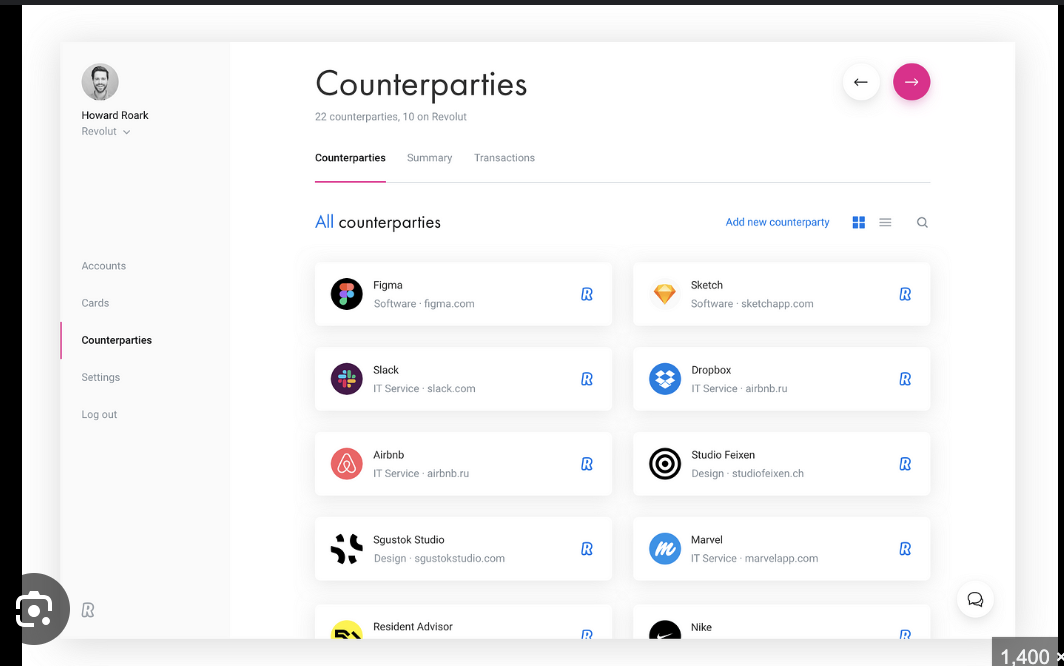 Howard Roark
Revolut
Accounts
Cards
Counterparties
Settings
Log out
R
Counterparties
22 counterparties, 10 on Revolut
Counterparties Summary Transactions
All counterparties
Add new counterparty
Figma
Software · figma.com
R
Sketch
Software · sketchapp.com
R
Slack
IT Service · slack.com
R
Dropbox
IT Service · airbnb.ru
R
Airbnb
IT Service · airbnb.ru
R
Studio Feixen
Design · studiofeixen.ch
R
Sgustok Studio
Design · sgustokstudio.com
R
Marvel
IT Service · marvelapp.com
R
Resident Advisor
R
Nike
R
1,400 ×